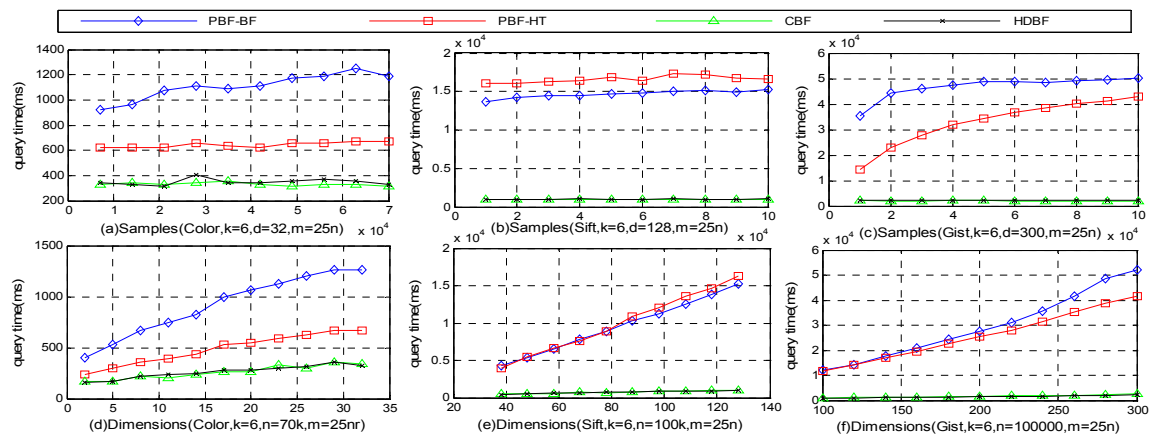 PBF-BF PBF-HT CBF HDBF
query time(ms)
1400
1200
1000
800
600
400
200
0 1 2 3 4 5 6 7
x 10^4
(a)Samples(Color,k=6,d=32,m=25n)
x 10^4
query time(ms)
2
1.5
1
0.5
0
0 2 4 6 8 10
x 10^4
(b)Samples(Sift,k=6,d=128,m=25n)
x 10^4
query time(ms)
6
5
4
3
2
1
0
0 2 4 6 8 10
x 10^4
(c)Samples(Gist,k=6,d=300,m=25n)
query time(ms)
1500
1000
500
0
0 5 10 15 20 25 30 35
(d)Dimensions(Color,k=6,n=70k,m=25nr)
x 10^4
query time(ms)
2
1.5
1
0.5
0
20 40 60 80 100 120 140
(e)Dimensions(Sift,k=6,n=100k,m=25n)
x 10^4
query time(ms)
6
5
4
3
2
1
0
100 150 200 250 300
(f)Dimensions(Gist,k=6,n=100000,m=25n)